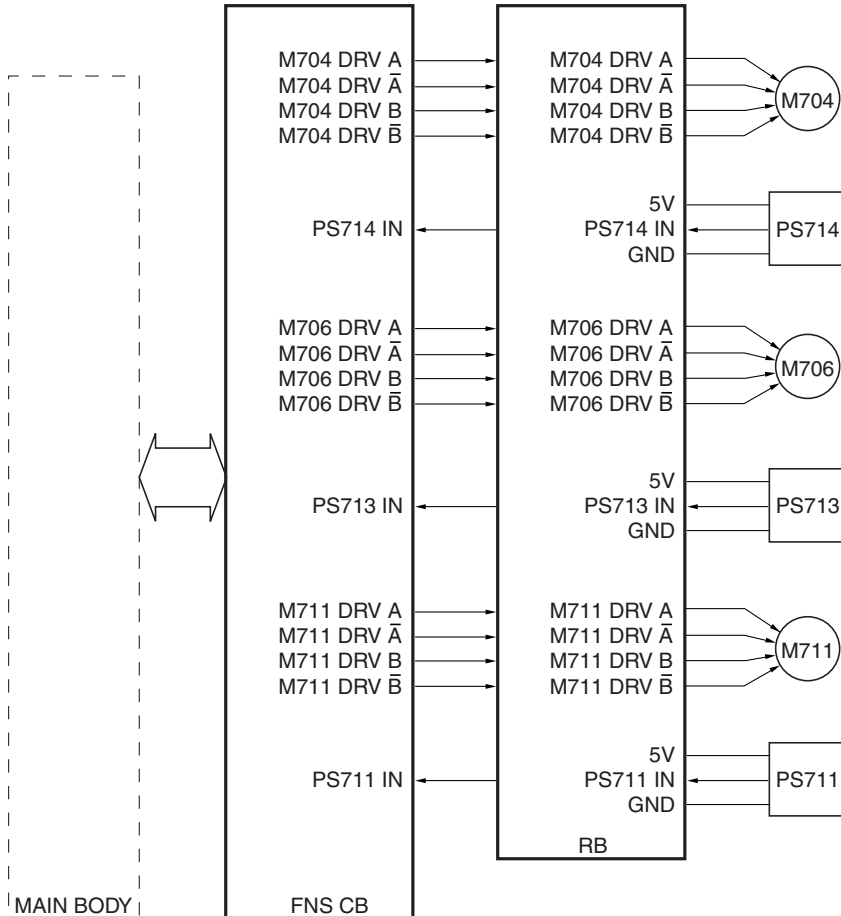 M704 DRV A M704 DRV A
M704 DRV A̅ M704 DRV A̅
M704 DRV B M704 DRV B
M704 DRV B̅ M704 DRV B̅
M704
5V
PS714 IN PS714 IN PS714
GND
M706 DRV A M706 DRV A
M706 DRV A̅ M706 DRV A̅
M706 DRV B M706 DRV B
M706 DRV B̅ M706 DRV B̅
M706
5V
PS713 IN PS713 IN PS713
GND
M711 DRV A M711 DRV A
M711 DRV A̅ M711 DRV A̅
M711 DRV B M711 DRV B
M711 DRV B̅ M711 DRV B̅
M711
5V
PS711 IN PS711 IN PS711
GND
RB
MAIN BODY FNS CB